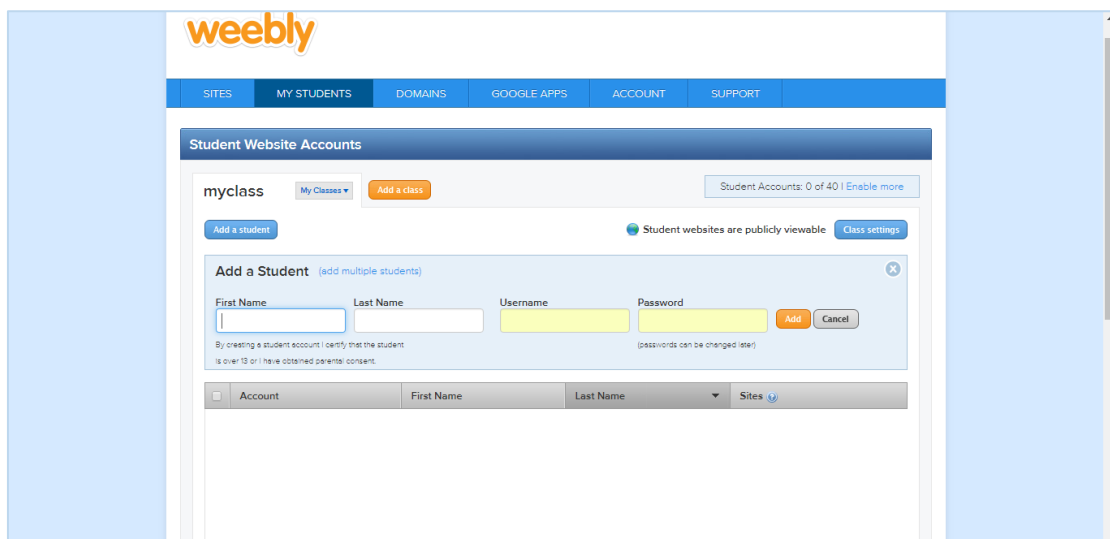 weebly
SITES MY STUDENTS DOMAINS GOOGLE APPS ACCOUNT SUPPORT
Student Website Accounts
myclass My Classes ▾ Add a class Student Accounts: 0 of 40 | Enable more
Add a student Student websites are publicly viewable Class settings
Add a Student (add multiple students)
First Name Last Name Username Password
Add Cancel
By creating a student account I certify that the student (passwords can be changed later)
is over 13 or I have obtained parental consent.
Account First Name Last Name Sites ?